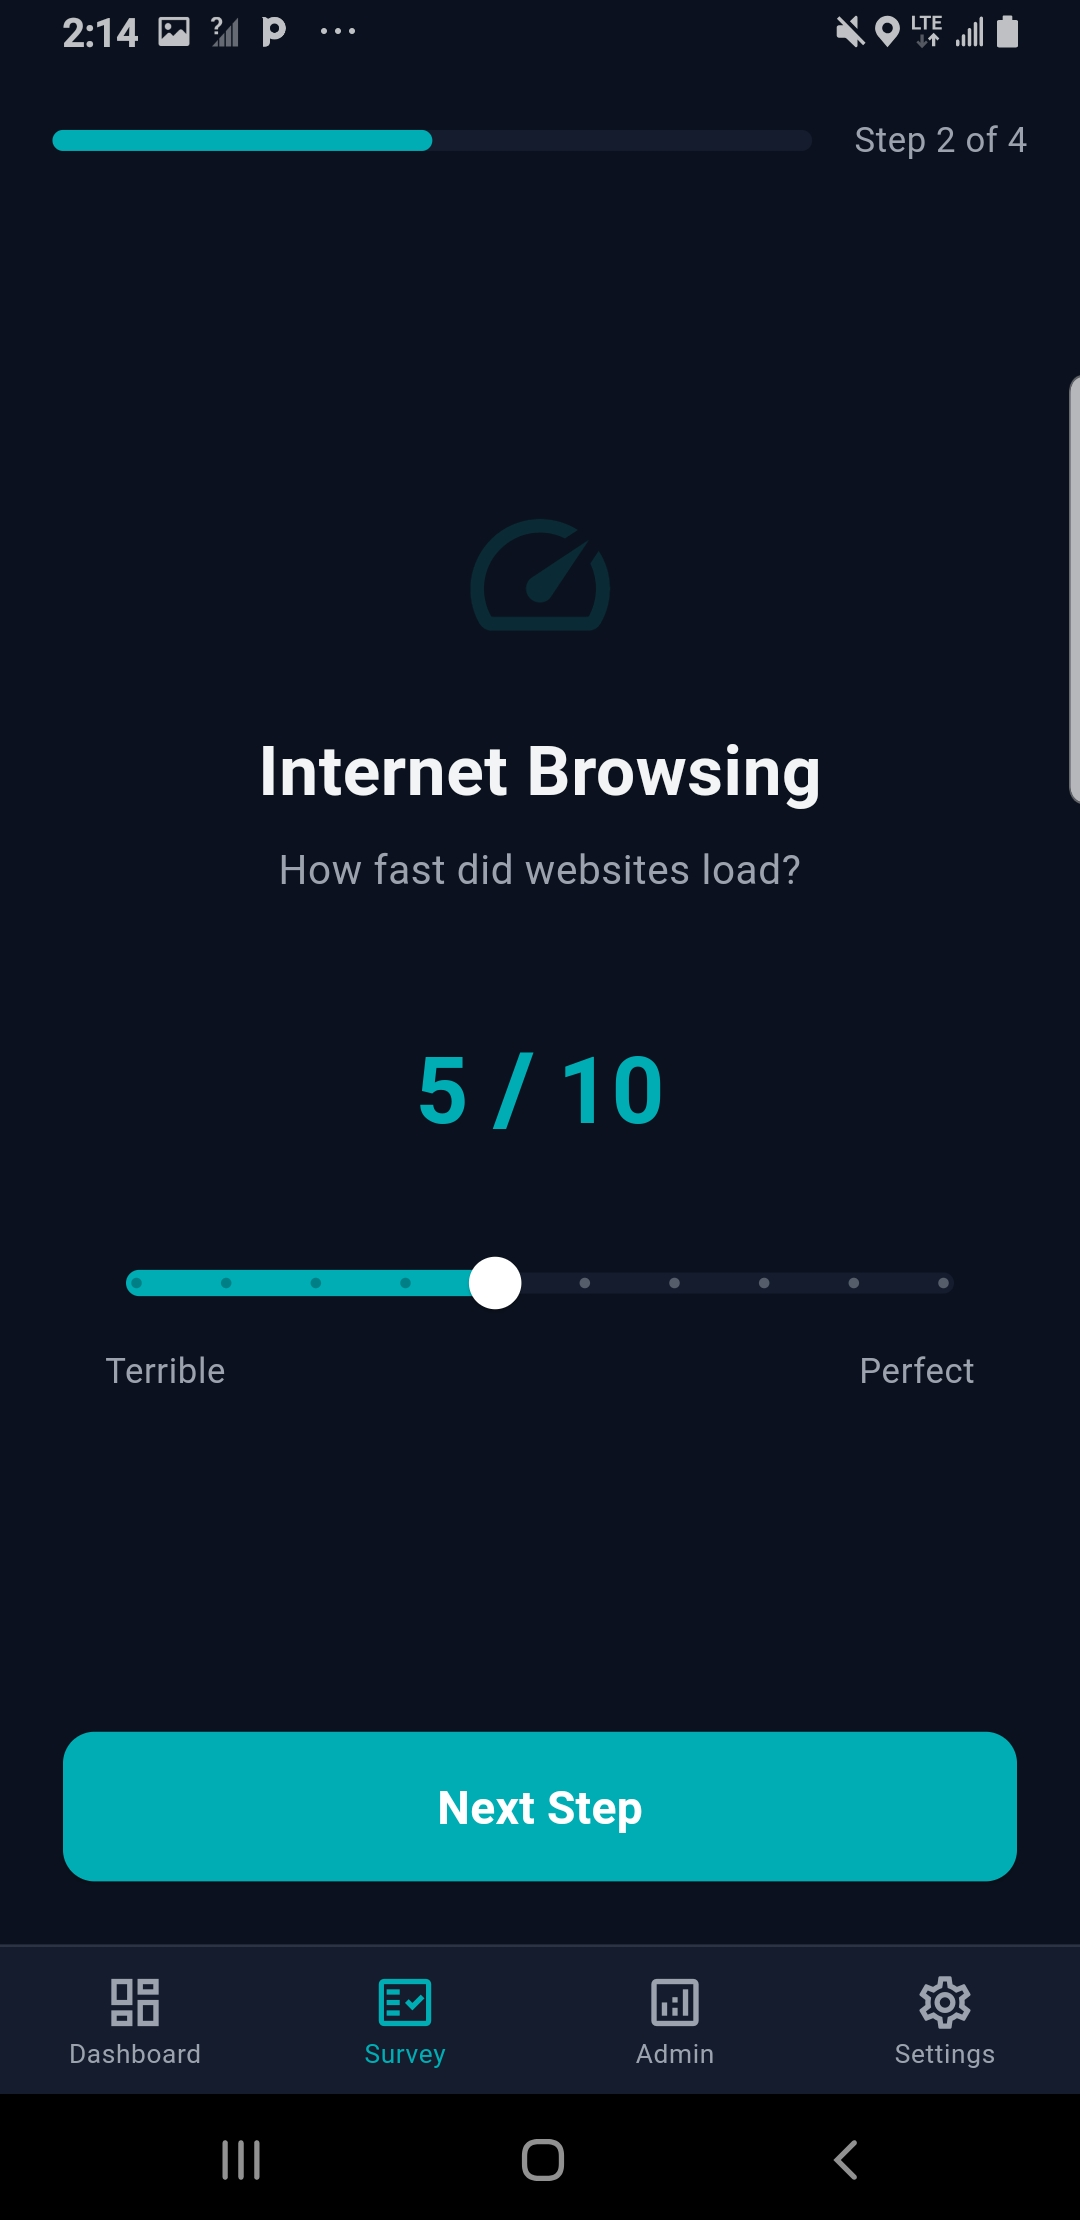 2:14
LTE
Step 2 of 4
Internet Browsing
How fast did websites load?
5 / 10
Terrible
Perfect
Next Step
Dashboard
Survey
Admin
Settings